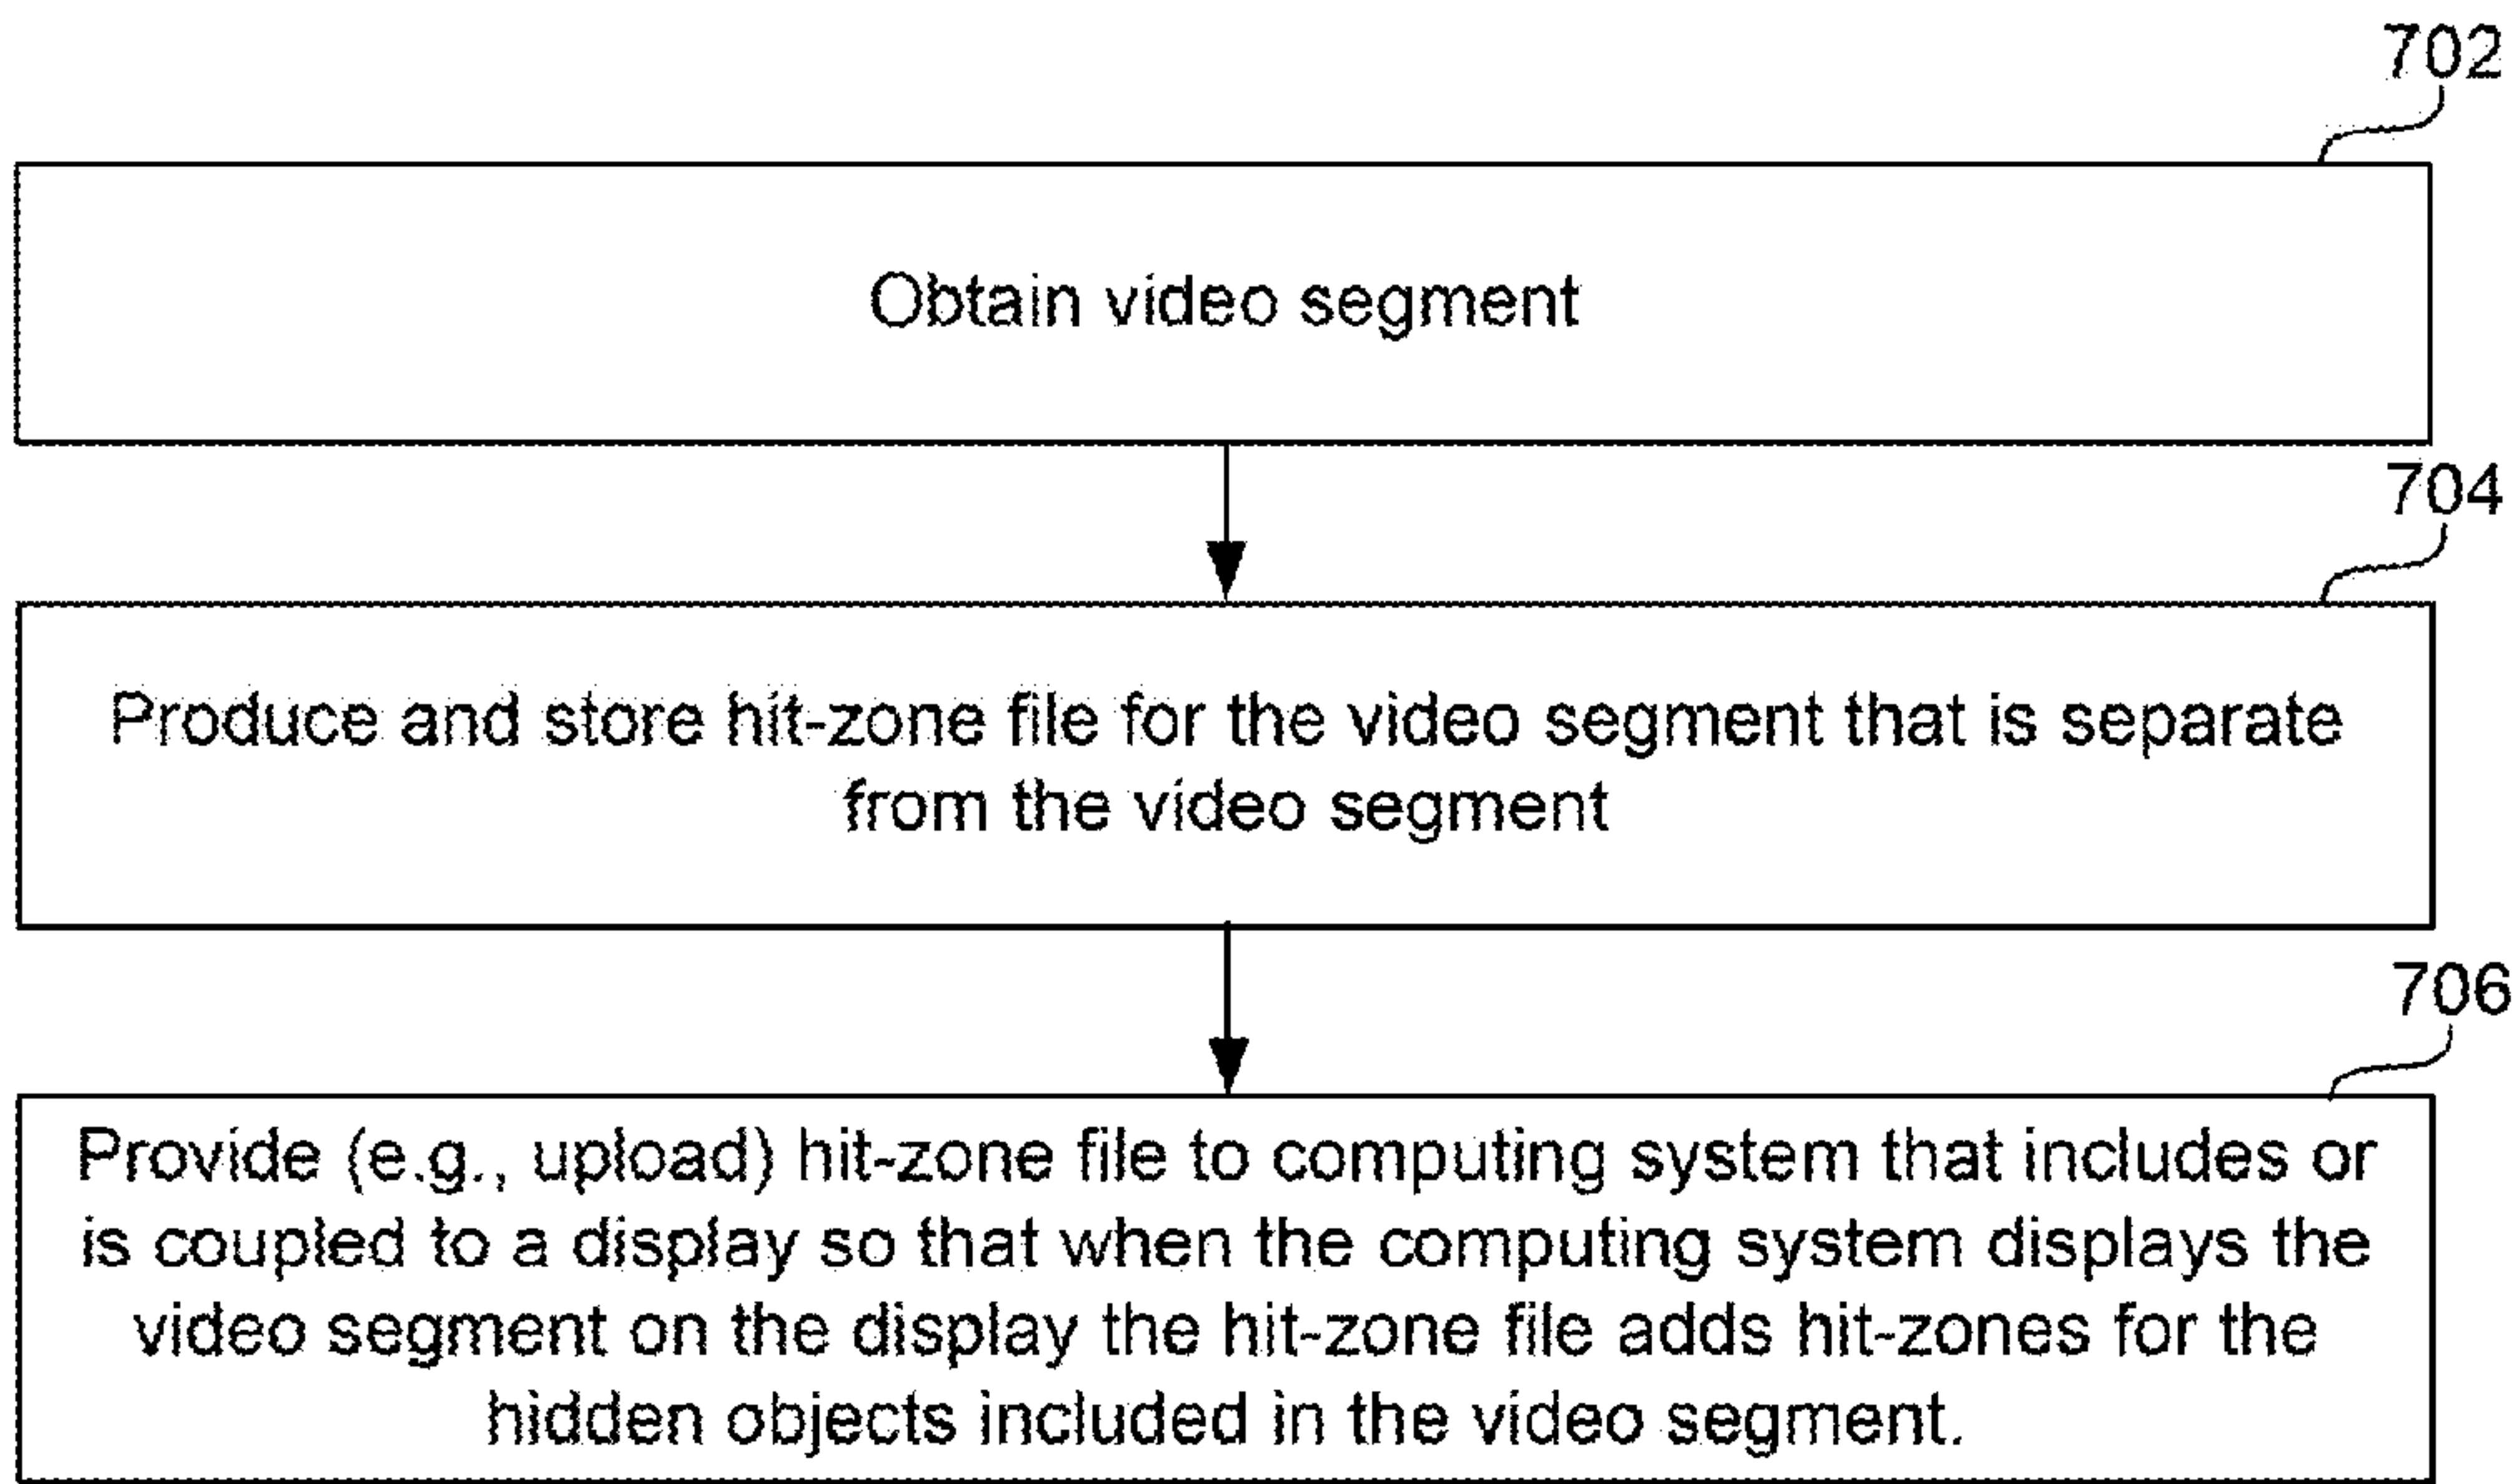 702
Obtain video segment
704
Produce and store hit-zone file for the video segment that is separate
from the video segment
706
Provide (e.g., upload) hit-zone file to computing system that includes or
is coupled to a display so that when the computing system displays the
video segment on the display the hit-zone file adds hit-zones for the
hidden objects included in the video segment.